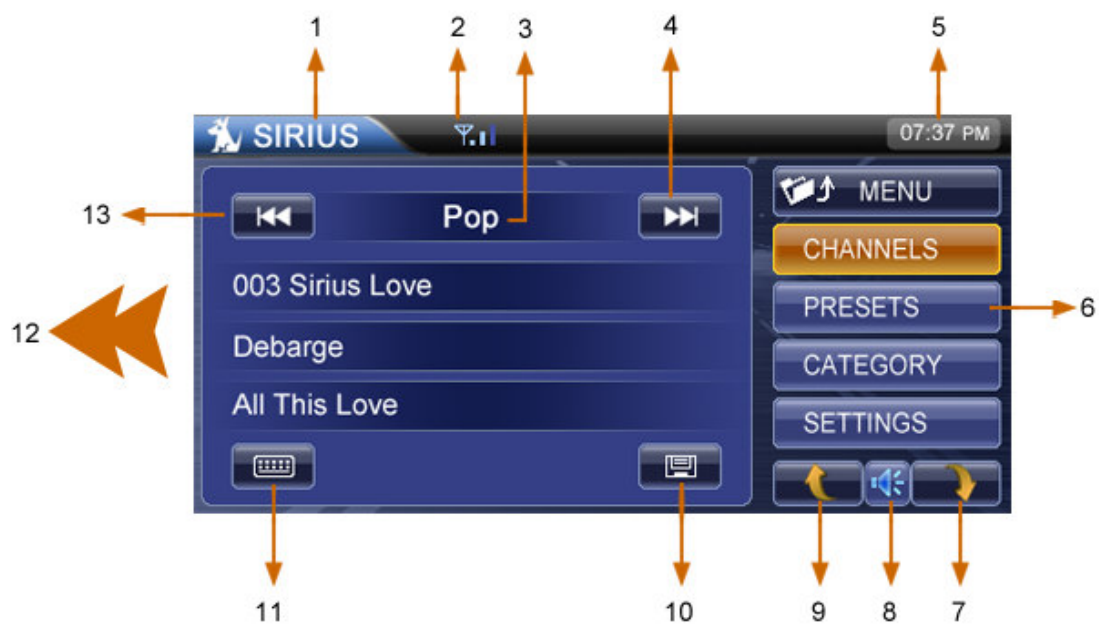 1 2 3 4 5
SIRIUS 07:37 PM
MENU
13 Pop
CHANNELS
003 Sirius Love
PRESETS 6
12 Debarge
CATEGORY
All This Love
SETTINGS
11 10 9 8 7